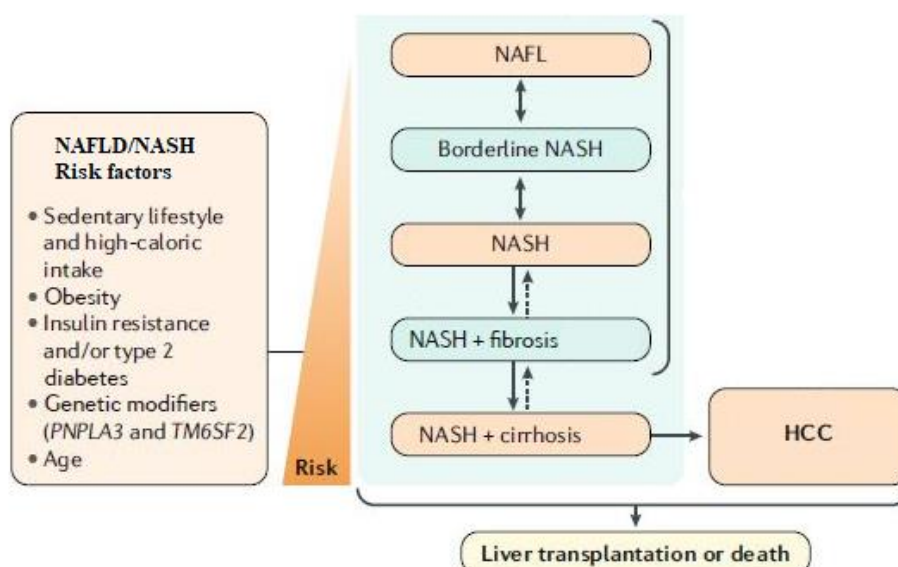 NAFLD/NASH
Risk factors
• Sedentary lifestyle
and high-caloric
intake
• Obesity
• Insulin resistance
and/or type 2
diabetes
• Genetic modifiers
(PNPLA3 and TM6SF2)
• Age
Risk
NAFL
Borderline NASH
NASH
NASH + fibrosis
NASH + cirrhosis
HCC
Liver transplantation or death